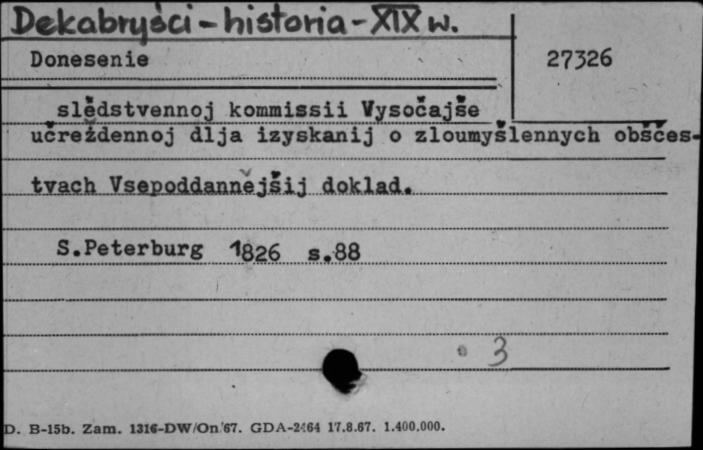 Dekabryści - historia - XIX w.
Donesenie 27326
slědstvennoj kommissii Vysočajše
učreždennoj dlja izyskanij o zloumyšlennych obščes-
tvach Vsepoddannějšij doklad.
S.Peterburg 1826 s.88
3
D. B-15b. Zam. 1316-DW/On/67. GDA-2464 17.8.67. 1.400.000.